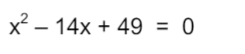 x² – 14x + 49 = 0